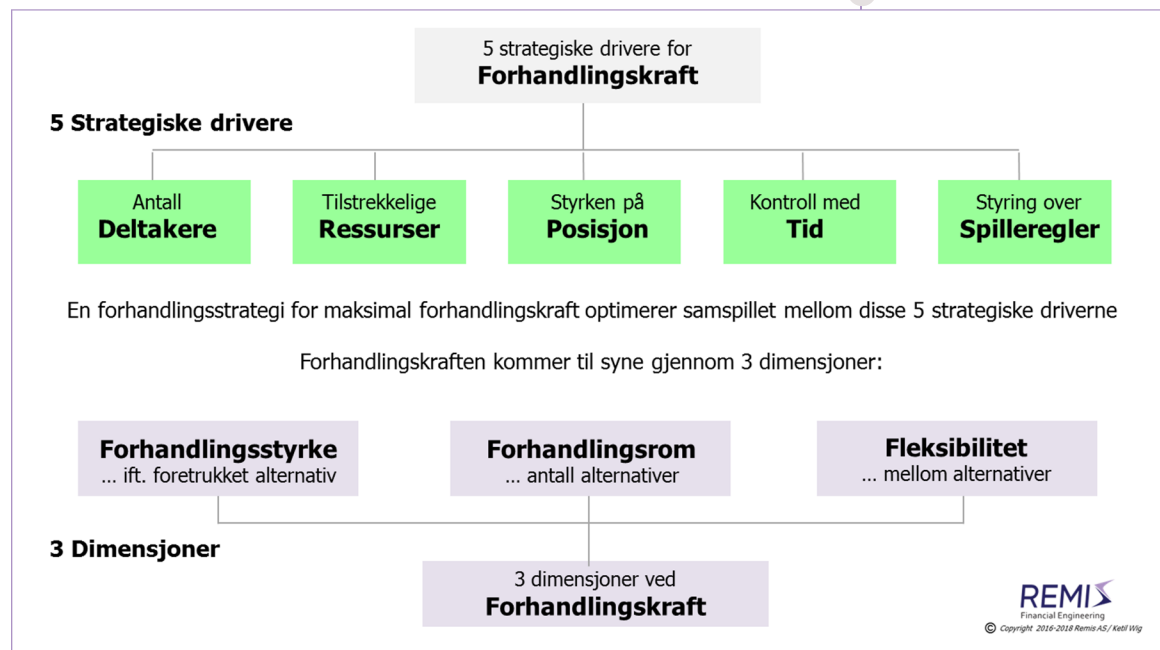 5 strategiske drivere for
Forhandlingskraft
5 Strategiske drivere
Antall
Deltakere
Tilstrekkelige
Ressurser
Styrken på
Posisjon
Kontroll med
Tid
Styring over
Spilleregler
En forhandlingsstrategi for maksimal forhandlingskraft optimerer samspillet mellom disse 5 strategiske driverne
Forhandlingskraften kommer til syne gjennom 3 dimensjoner:
Forhandlingsstyrke
... ift. foretrukket alternativ
Forhandlingsrom
... antall alternativer
Fleksibilitet
... mellom alternativer
3 Dimensjoner
3 dimensjoner ved
Forhandlingskraft
REMIS
Financial Engineering
© Copyright 2016-2018 Remis AS / Ketil Wig